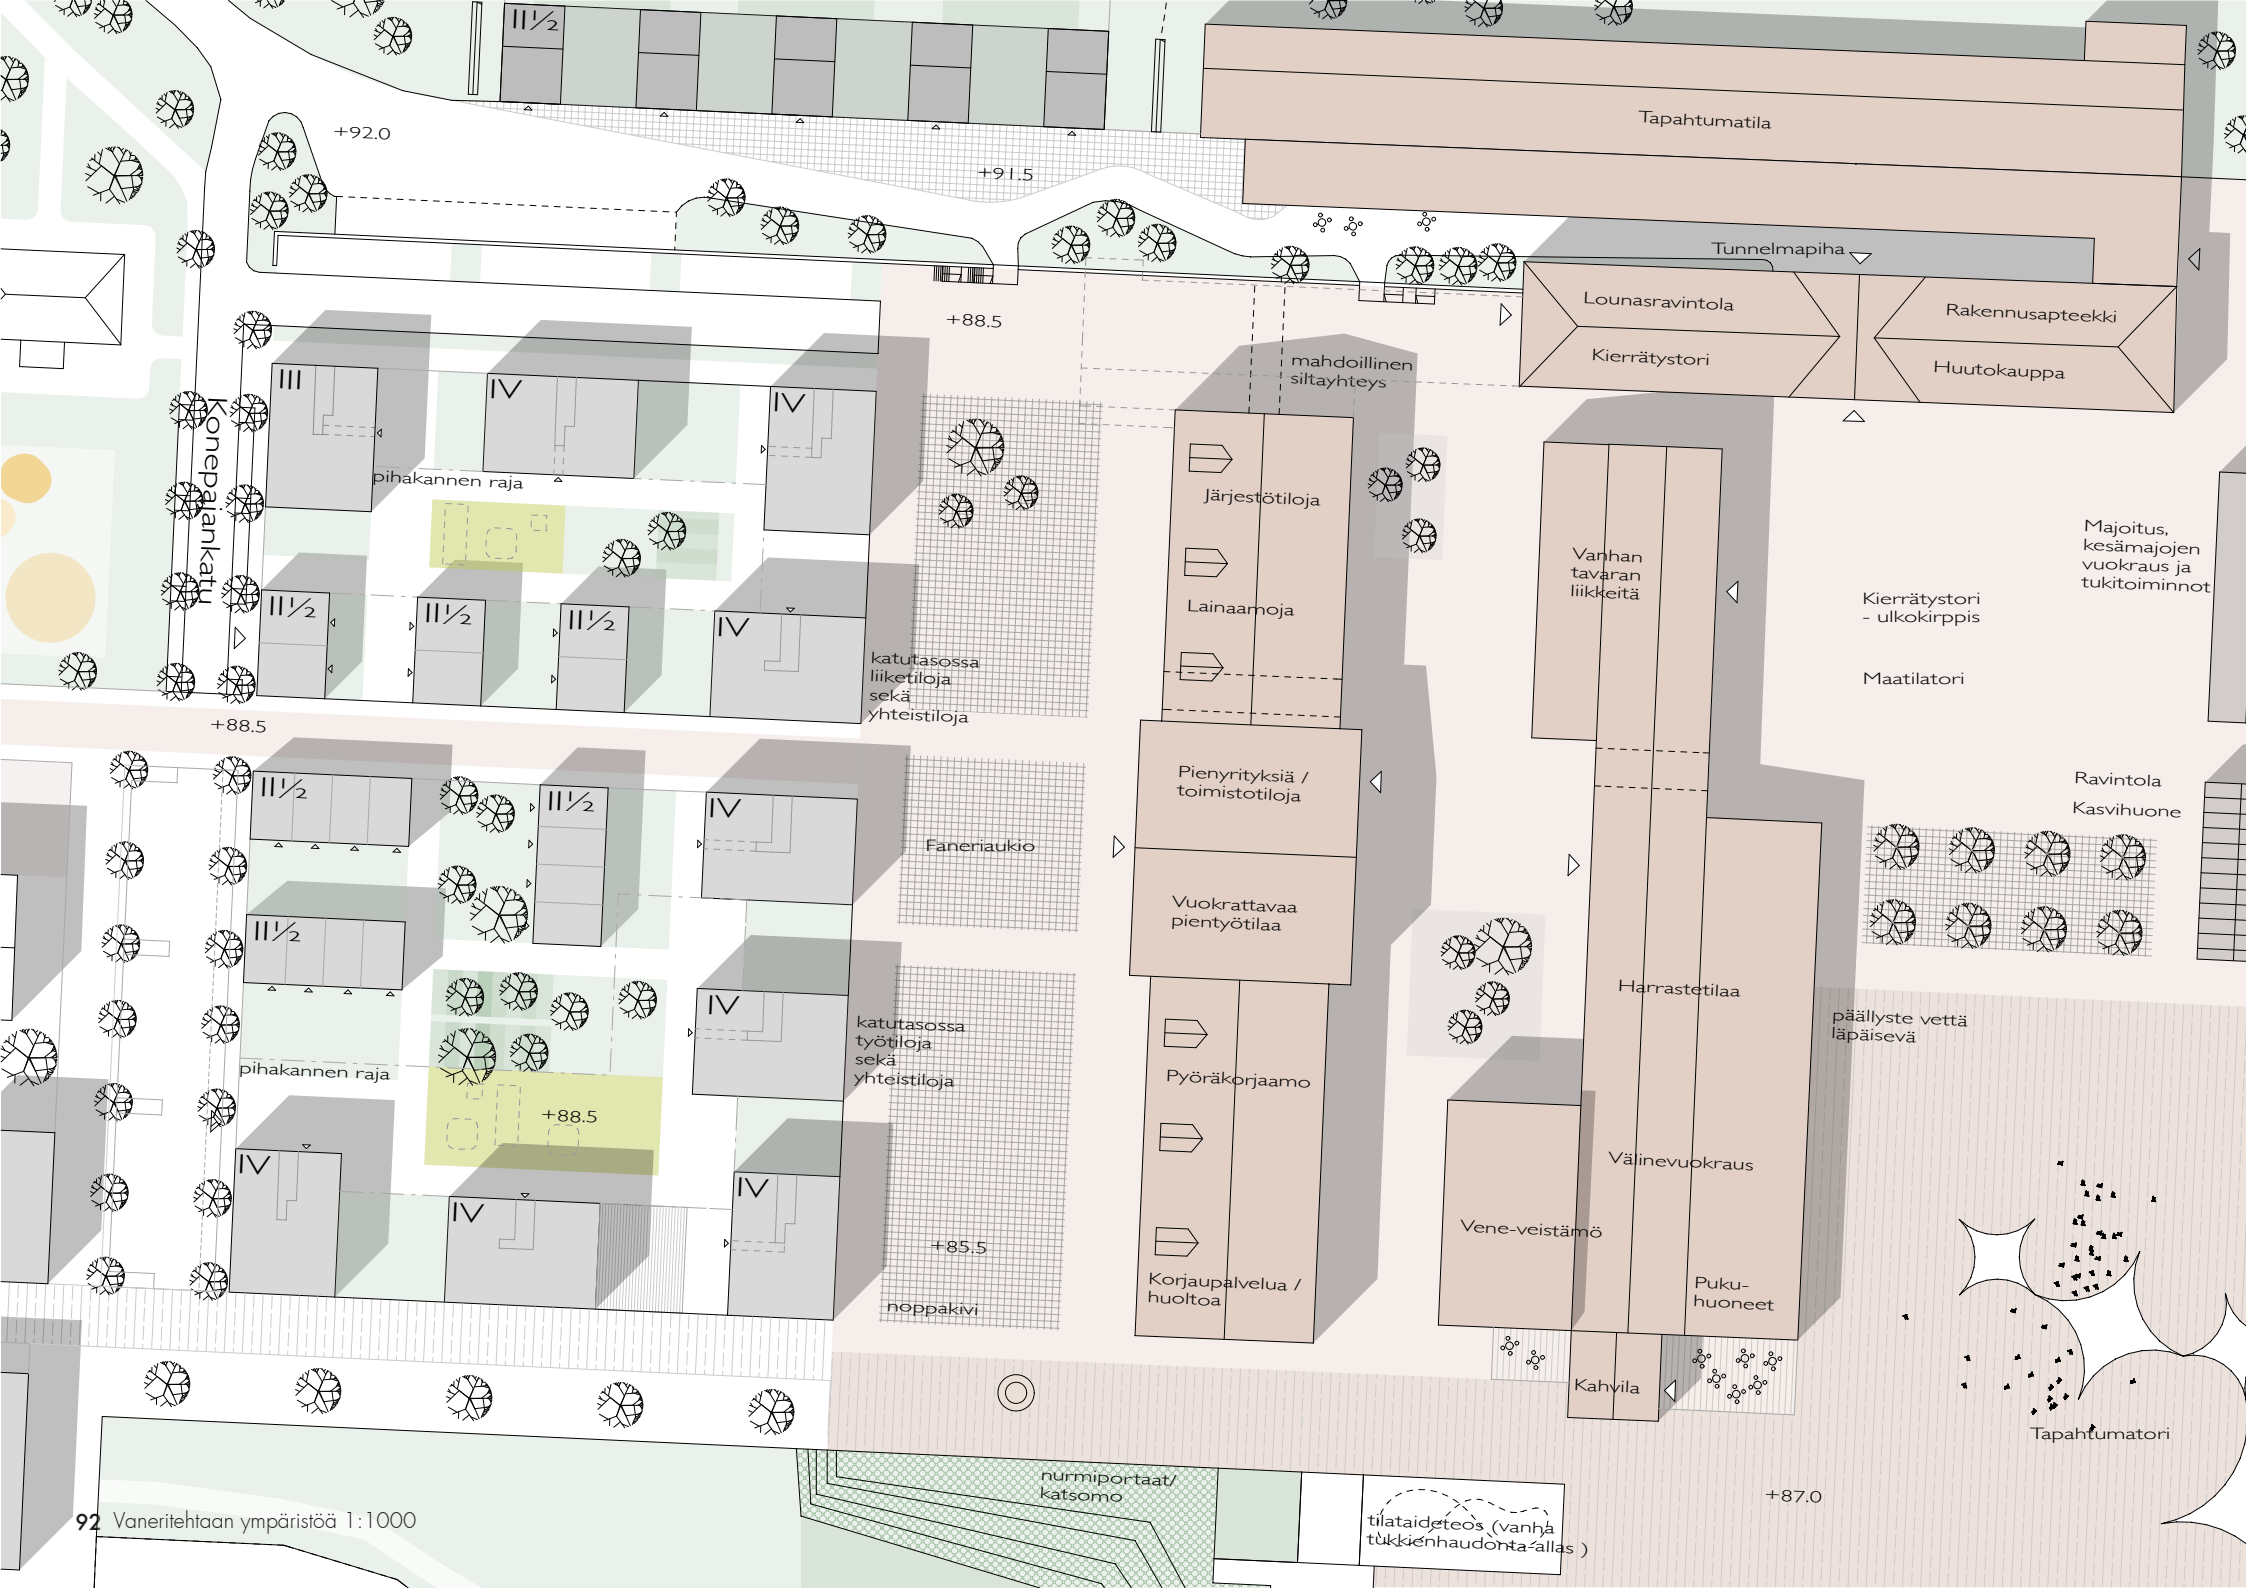 II½
+92.0
+91.5
Tapahtumatila
Tunnelmapiha
Lounasravintola
Rakennusapteekki
Kierrätystori
Huutokauppa
+88.5
mahdoillinen
siltayhteys
III
IV
IV
Konepajankatu
pihakannen raja
Järjestötiloja
Lainaamoja
Vanhan
tavaran
liikkeitä
Majoitus,
kesämajojen
vuokraus ja
tukitoiminnot
Kierrätystori
- ulkokirppis
Maatilatori
II½
II½
II½
IV
katutasossa
liiketiloja
sekä
yhteistiloja
+88.5
II½
II½
IV
Pienyrityksiä /
toimistotiloja
Ravintola
Kasvihuone
Faneriaukio
Vuokrattavaa
pientyötilaa
II½
IV
katutasossa
työtiloja
sekä
yhteistiloja
Harrastetilaa
päällyste vettä
läpäisevä
pihakannen raja
Pyöräkorjaamo
+88.5
IV
IV
IV
Välinevuokraus
Vene-veistämö
+85.5
noppakivi
Korjaupalvelua /
huoltoa
Puku-
huoneet
Kahvila
Tapahtumatori
nurmiportaat/
katsomo
+87.0
tilataideteos (vanha
tukkienhaudonta-allas )
92 Vaneritehtaan ympäristöä 1:1000